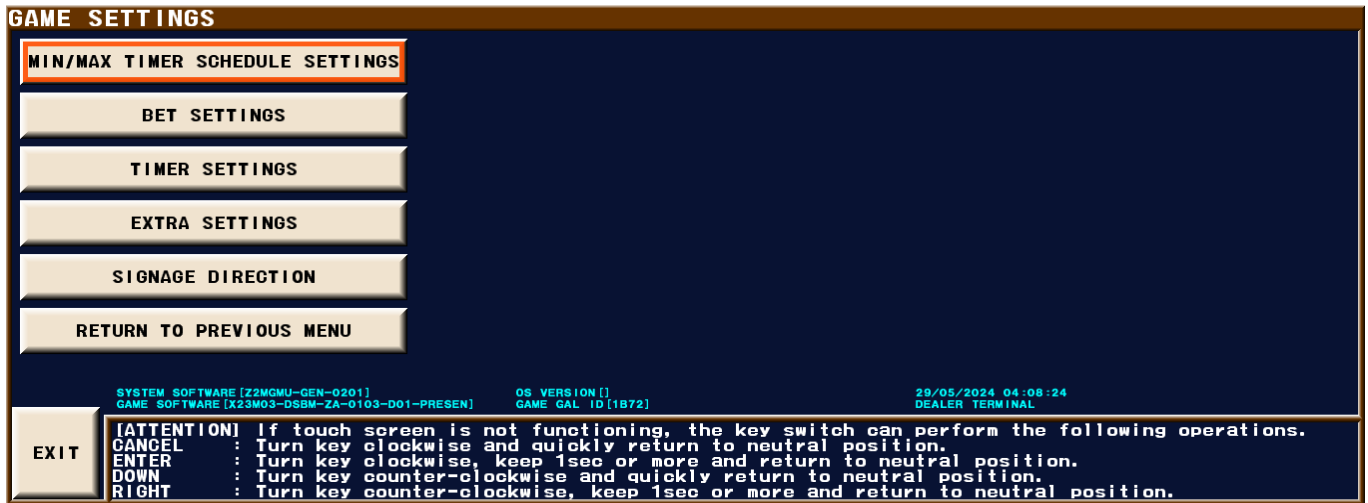 GAME SETTINGS
MIN/MAX TIMER SCHEDULE SETTINGS
BET SETTINGS
TIMER SETTINGS
EXTRA SETTINGS
SIGNAGE DIRECTION
RETURN TO PREVIOUS MENU
SYSTEM SOFTWARE[Z2MGMU-GEN-0201] OS VERSION[] 29/05/2024 04:08:24
GAME SOFTWARE[X23M03-DSBM-ZA-0103-D01-PRESEN] GAME GAL ID[1B72] DEALER TERMINAL
EXIT
[ATTENTION] If touch screen is not functioning, the key switch can perform the following operations.
CANCEL : Turn key clockwise and quickly return to neutral position.
ENTER : Turn key clockwise, keep 1sec or more and return to neutral position.
DOWN : Turn key counter-clockwise and quickly return to neutral position.
RIGHT : Turn key counter-clockwise, keep 1sec or more and return to neutral position.